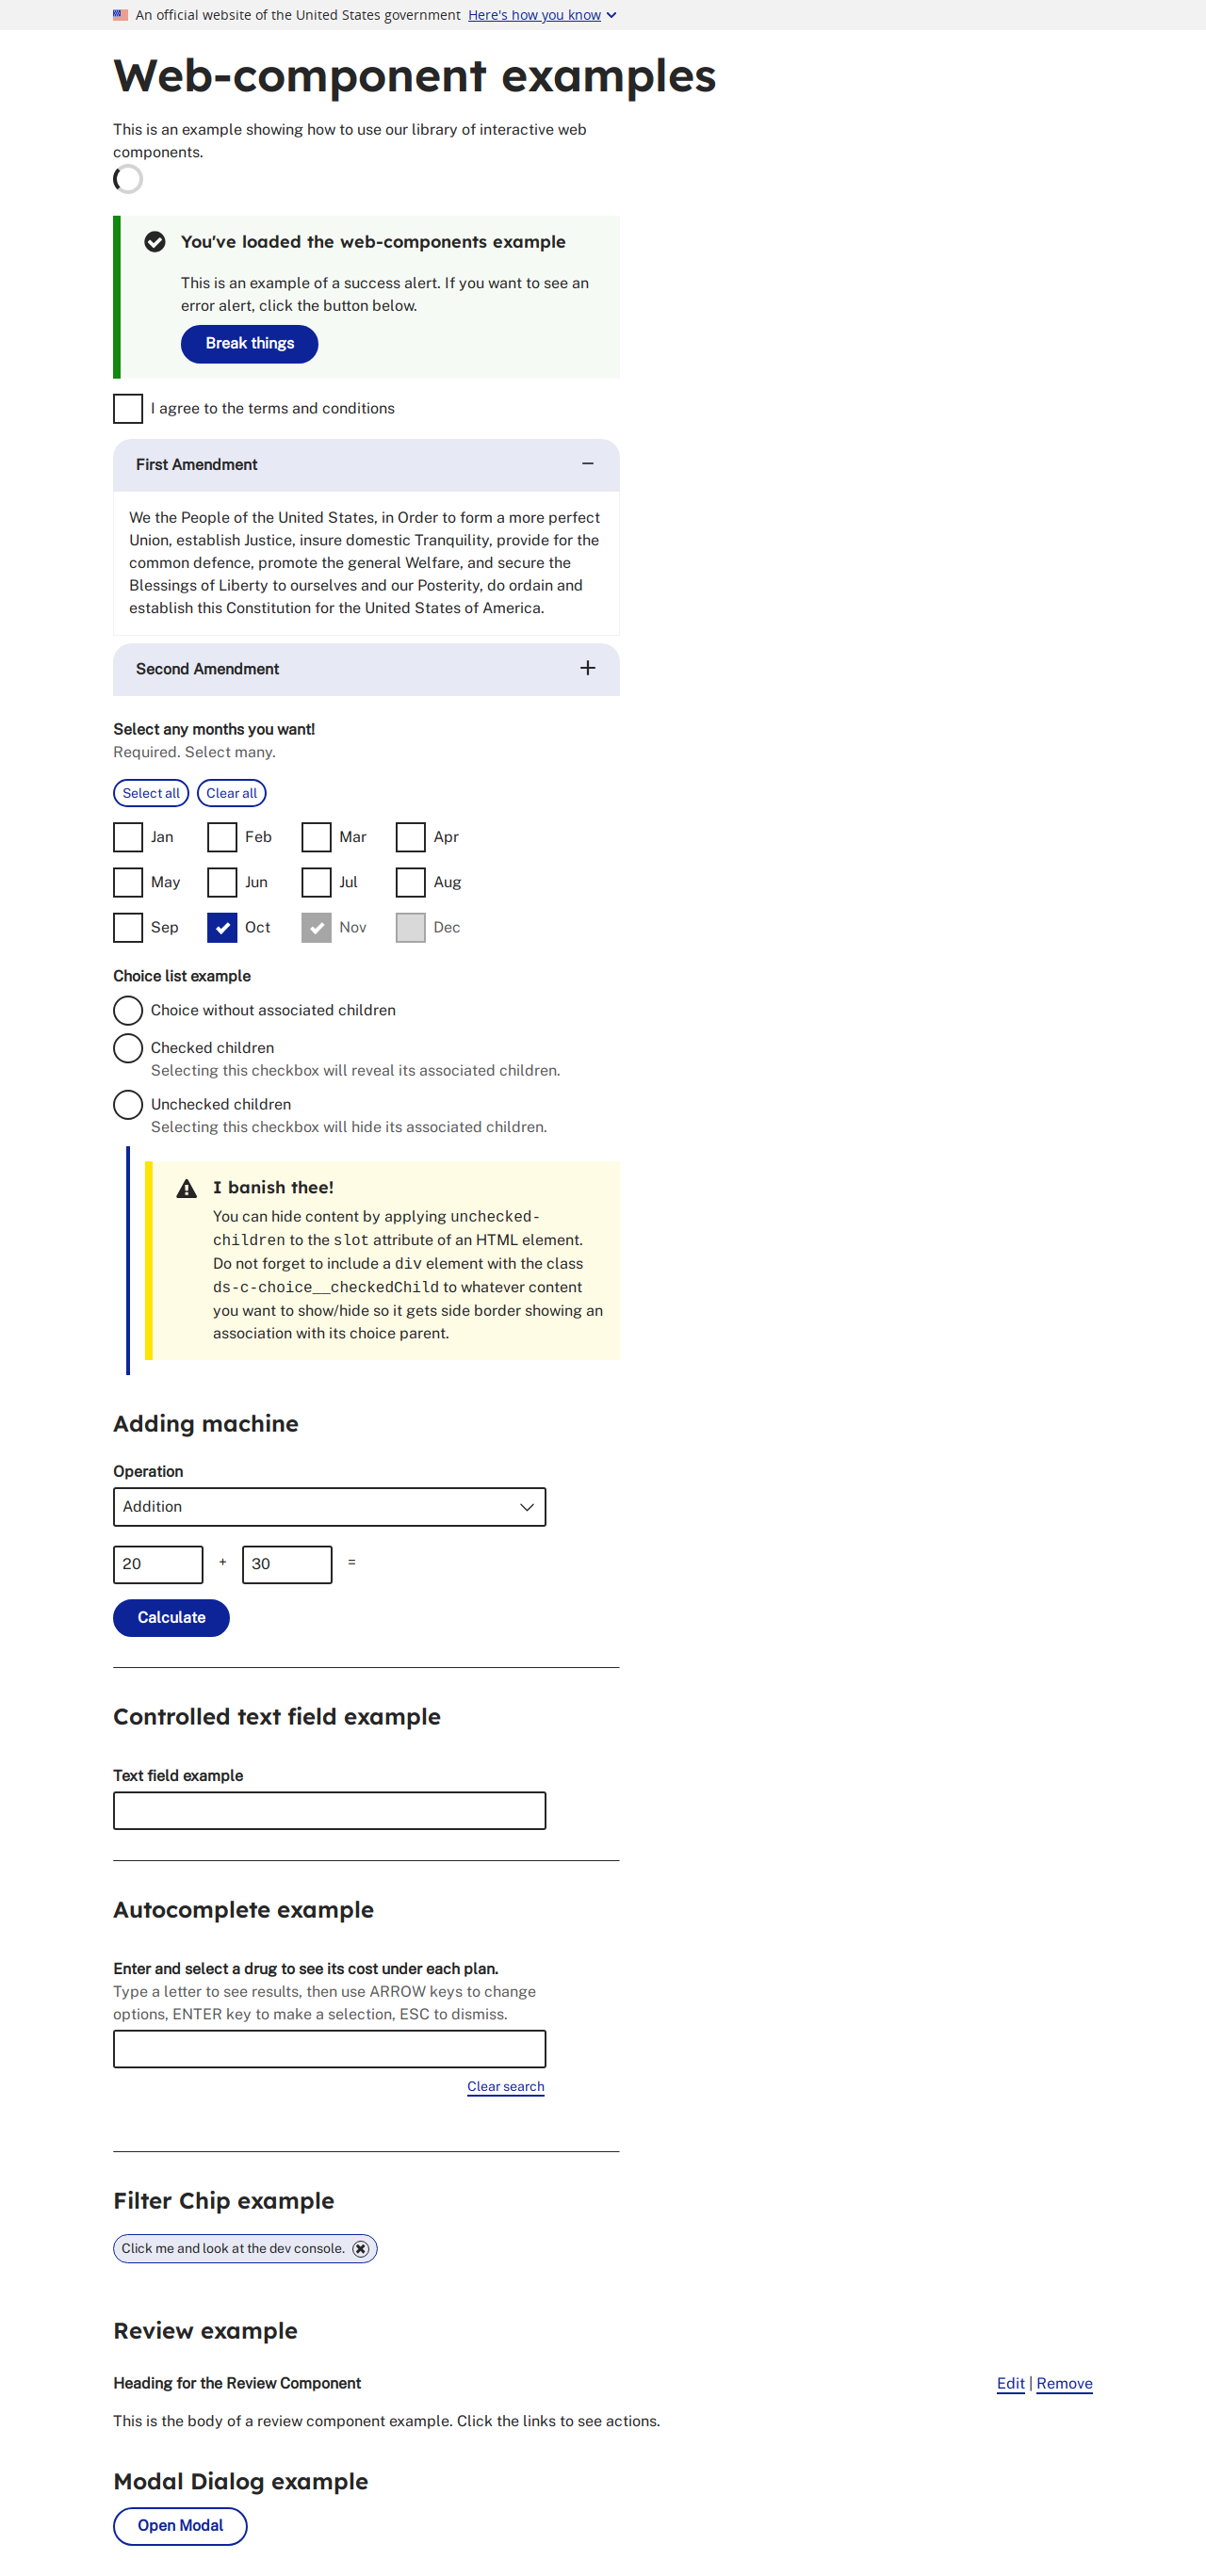 An official website of the United States government Here's how you know
Web-component examples
This is an example showing how to use our library of interactive web
components.
You've loaded the web-components example
This is an example of a success alert. If you want to see an
error alert, click the button below.
Break things
I agree to the terms and conditions
First Amendment
We the People of the United States, in Order to form a more perfect
Union, establish Justice, insure domestic Tranquility, provide for the
common defence, promote the general Welfare, and secure the
Blessings of Liberty to ourselves and our Posterity, do ordain and
establish this Constitution for the United States of America.
Second Amendment
Select any months you want!
Required. Select many.
Select all Clear all
Jan Feb Mar Apr
May Jun Jul Aug
Sep Oct Nov Dec
Choice list example
Choice without associated children
Checked children
Selecting this checkbox will reveal its associated children.
Unchecked children
Selecting this checkbox will hide its associated children.
I banish thee!
You can hide content by applying unchecked-
children to the slot attribute of an HTML element.
Do not forget to include a div element with the class
ds-c-choice__checkedChild to whatever content
you want to show/hide so it gets side border showing an
association with its choice parent.
Adding machine
Operation
Addition
20 + 30 =
Calculate
Controlled text field example
Text field example
Autocomplete example
Enter and select a drug to see its cost under each plan.
Type a letter to see results, then use ARROW keys to change
options, ENTER key to make a selection, ESC to dismiss.
Clear search
Filter Chip example
Click me and look at the dev console.
Review example
Heading for the Review Component Edit | Remove
This is the body of a review component example. Click the links to see actions.
Modal Dialog example
Open Modal